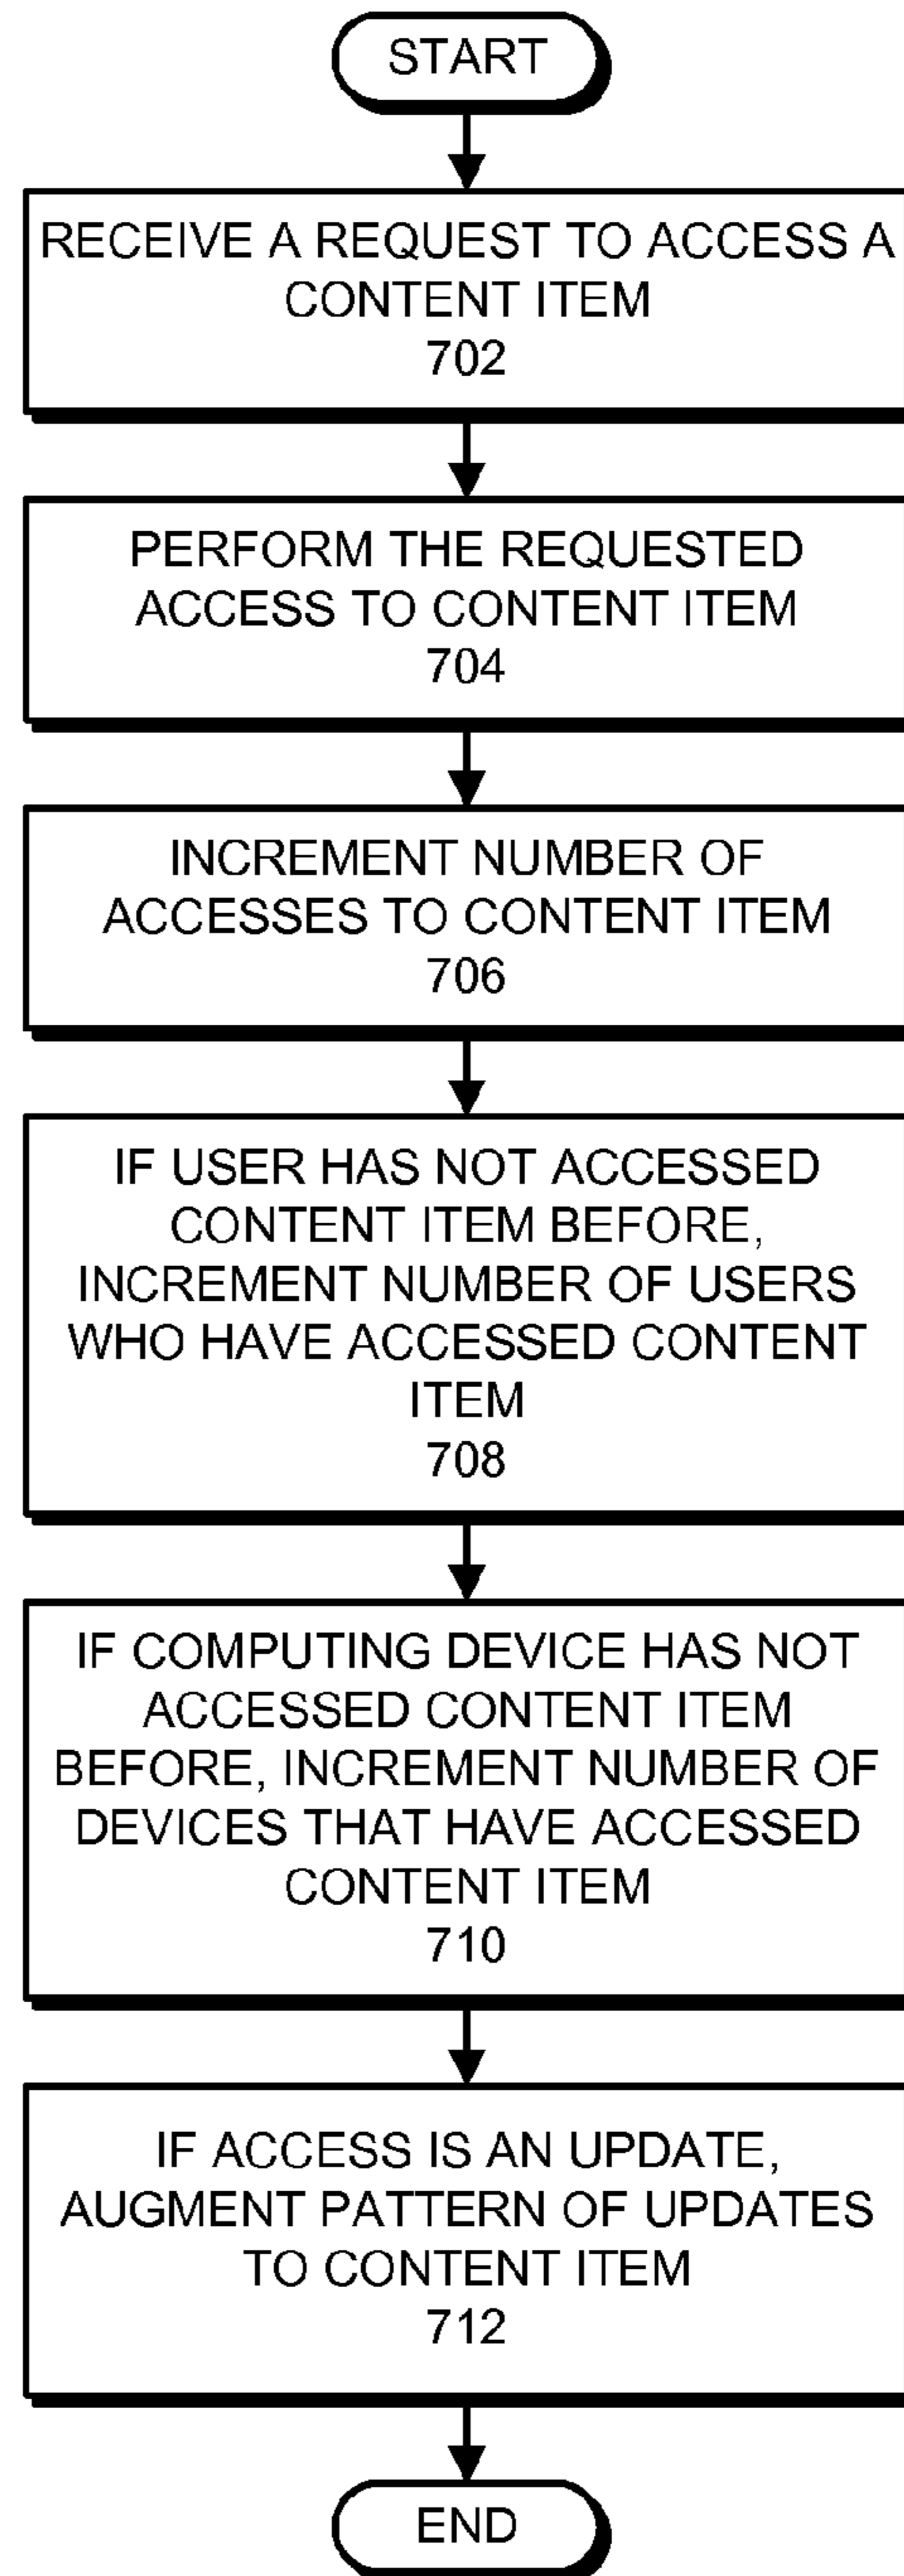 START
RECEIVE A REQUEST TO ACCESS A
CONTENT ITEM
702
PERFORM THE REQUESTED
ACCESS TO CONTENT ITEM
704
INCREMENT NUMBER OF
ACCESSES TO CONTENT ITEM
706
IF USER HAS NOT ACCESSED
CONTENT ITEM BEFORE,
INCREMENT NUMBER OF USERS
WHO HAVE ACCESSED CONTENT
ITEM
708
IF COMPUTING DEVICE HAS NOT
ACCESSED CONTENT ITEM
BEFORE, INCREMENT NUMBER OF
DEVICES THAT HAVE ACCESSED
CONTENT ITEM
710
IF ACCESS IS AN UPDATE,
AUGMENT PATTERN OF UPDATES
TO CONTENT ITEM
712
END